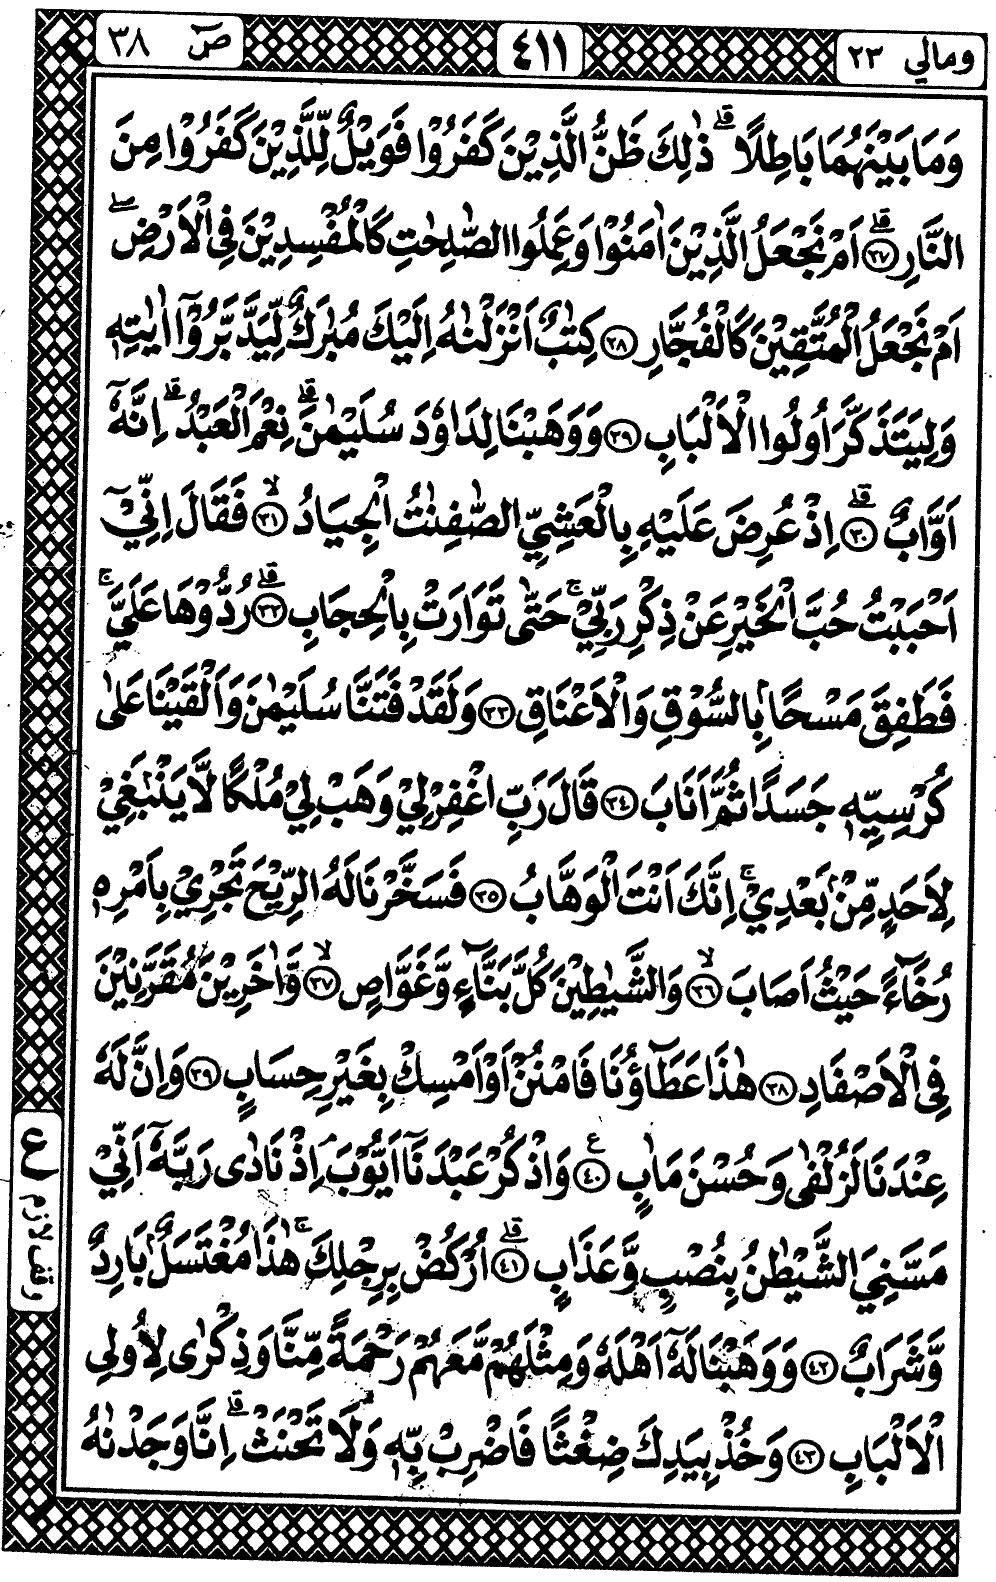 ومالي ٢٣ ٤١١ صٓ ٣٨
وَمَا بَيْنَهُمَا بَاطِلًا ۗ ذٰلِكَ ظَنُّ الَّذِيْنَ كَفَرُوْا فَوَيْلٌ لِّلَّذِيْنَ كَفَرُوْا مِنَ
النَّارِ ۗ ﴿٢٧﴾ اَمْ نَجْعَلُ الَّذِيْنَ اٰمَنُوْا وَعَمِلُوا الصّٰلِحٰتِ كَالْمُفْسِدِيْنَ فِي الْاَرْضِ ۖ
اَمْ نَجْعَلُ الْمُتَّقِيْنَ كَالْفُجَّارِ ﴿٢٨﴾ كِتٰبٌ اَنْزَلْنٰهُ اِلَيْكَ مُبٰرَكٌ لِّيَدَّبَّرُوْٓا اٰيٰتِهٖ
وَلِيَتَذَكَّرَ اُولُوا الْاَلْبَابِ ﴿٢٩﴾ وَوَهَبْنَا لِدَاوٗدَ سُلَيْمٰنَ ۗ نِعْمَ الْعَبْدُ ۗ اِنَّهٗٓ
اَوَّابٌ ۗ ﴿٣٠﴾ اِذْ عُرِضَ عَلَيْهِ بِالْعَشِيِّ الصّٰفِنٰتُ الْجِيَادُ ۙ ﴿٣١﴾ فَقَالَ اِنِّيْٓ
اَحْبَبْتُ حُبَّ الْخَيْرِ عَنْ ذِكْرِ رَبِّيْ ۚ حَتّٰى تَوَارَتْ بِالْحِجَابِ ۗ ﴿٣٢﴾ رُدُّوْهَا عَلَيَّ ۚ
فَطَفِقَ مَسْحًا بِالسُّوْقِ وَالْاَعْنَاقِ ﴿٣٣﴾ وَلَقَدْ فَتَنَّا سُلَيْمٰنَ وَاَلْقَيْنَا عَلٰى
كُرْسِيِّهٖ جَسَدًا ثُمَّ اَنَابَ ﴿٣٤﴾ قَالَ رَبِّ اغْفِرْ لِيْ وَهَبْ لِيْ مُلْكًا لَّا يَنْۢبَغِيْ
لِاَحَدٍ مِّنْۢ بَعْدِيْ ۚ اِنَّكَ اَنْتَ الْوَهَّابُ ﴿٣٥﴾ فَسَخَّرْنَا لَهُ الرِّيْحَ تَجْرِيْ بِاَمْرِهٖ
رُخَآءً حَيْثُ اَصَابَ ۙ ﴿٣٦﴾ وَالشَّيٰطِيْنَ كُلَّ بَنَّآءٍ وَّغَوَّاصٍ ۙ ﴿٣٧﴾ وَّاٰخَرِيْنَ مُقَرَّنِيْنَ
فِي الْاَصْفَادِ ﴿٣٨﴾ هٰذَا عَطَآؤُنَا فَامْنُنْ اَوْ اَمْسِكْ بِغَيْرِ حِسَابٍ ﴿٣٩﴾ وَاِنَّ لَهٗ
عِنْدَنَا لَزُلْفٰى وَحُسْنَ مَاٰبٍ ﴿٤٠﴾ ع وَاذْكُرْ عَبْدَنَآ اَيُّوْبَ ۘ اِذْ نَادٰى رَبَّهٗٓ اَنِّيْ
مَسَّنِيَ الشَّيْطٰنُ بِنُصْبٍ وَّعَذَابٍ ۗ ﴿٤١﴾ اُرْكُضْ بِرِجْلِكَ ۚ هٰذَا مُغْتَسَلٌۢ بَارِدٌ
وَّشَرَابٌ ﴿٤٢﴾ وَوَهَبْنَا لَهٗٓ اَهْلَهٗ وَمِثْلَهُمْ مَّعَهُمْ رَحْمَةً مِّنَّا وَذِكْرٰى لِاُولِى
الْاَلْبَابِ ﴿٤٣﴾ وَخُذْ بِيَدِكَ ضِغْثًا فَاضْرِبْ بِّهٖ وَلَا تَحْنَثْ ۗ اِنَّا وَجَدْنٰهُ
ع
وقف لازم